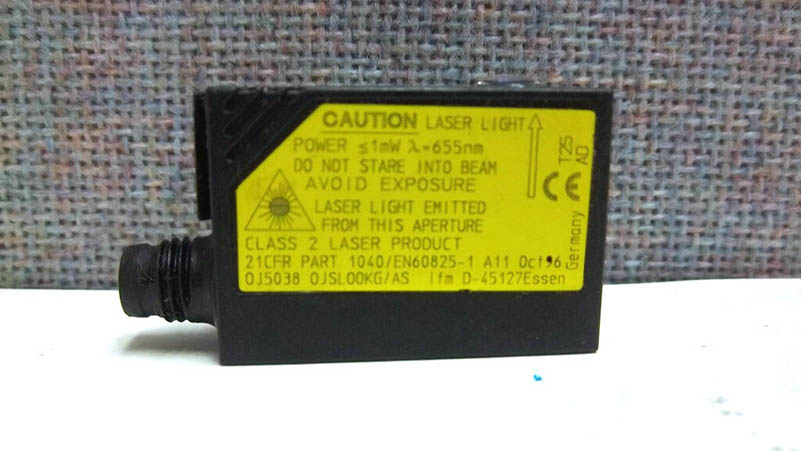 CAUTION LASER LIGHT
POWER ≤1mW λ=655nm
DO NOT STARE INTO BEAM
AVOID EXPOSURE
LASER LIGHT EMITTED
FROM THIS APERTURE
CLASS 2 LASER PRODUCT
21CFR PART 1040/EN60825-1 A11 Oct96
OJ5038 OJSLOOKG/AS ifm D-45127Essen
T25
AD
CE
Germany